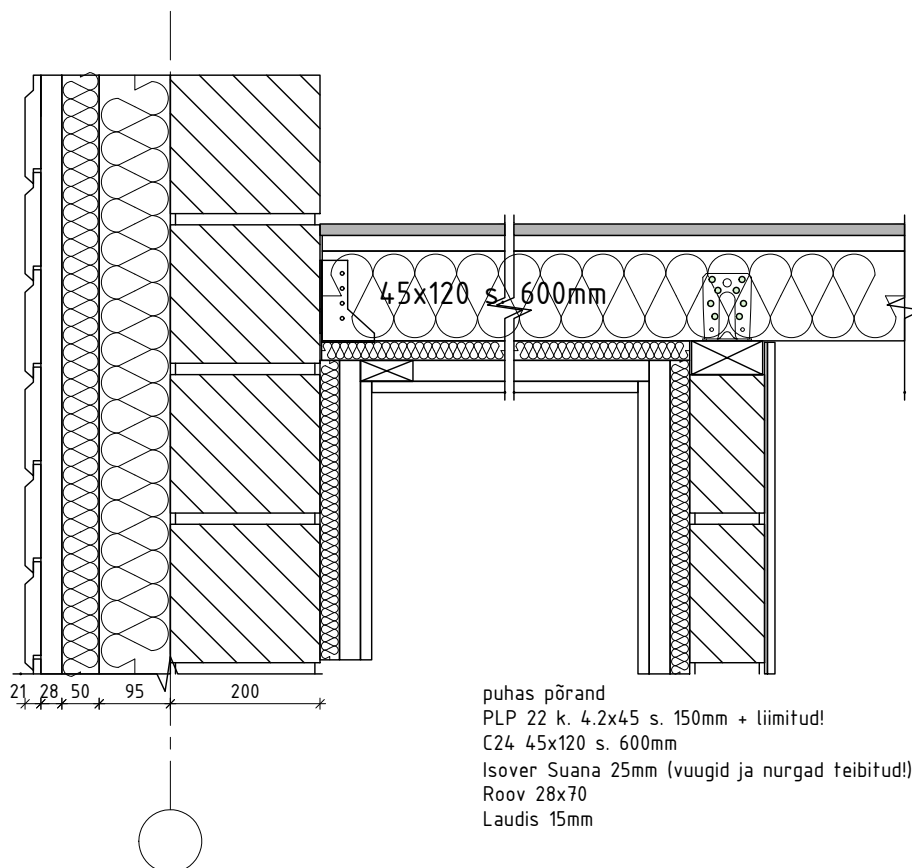 45x120 s. 600mm
21 28 50 95 200
puhas põrand
PLP 22 k. 4.2x45 s. 150mm + liimitud!
C24 45x120 s. 600mm
Isover Suana 25mm (vuugid ja nurgad teibitud!)
Roov 28x70
Laudis 15mm